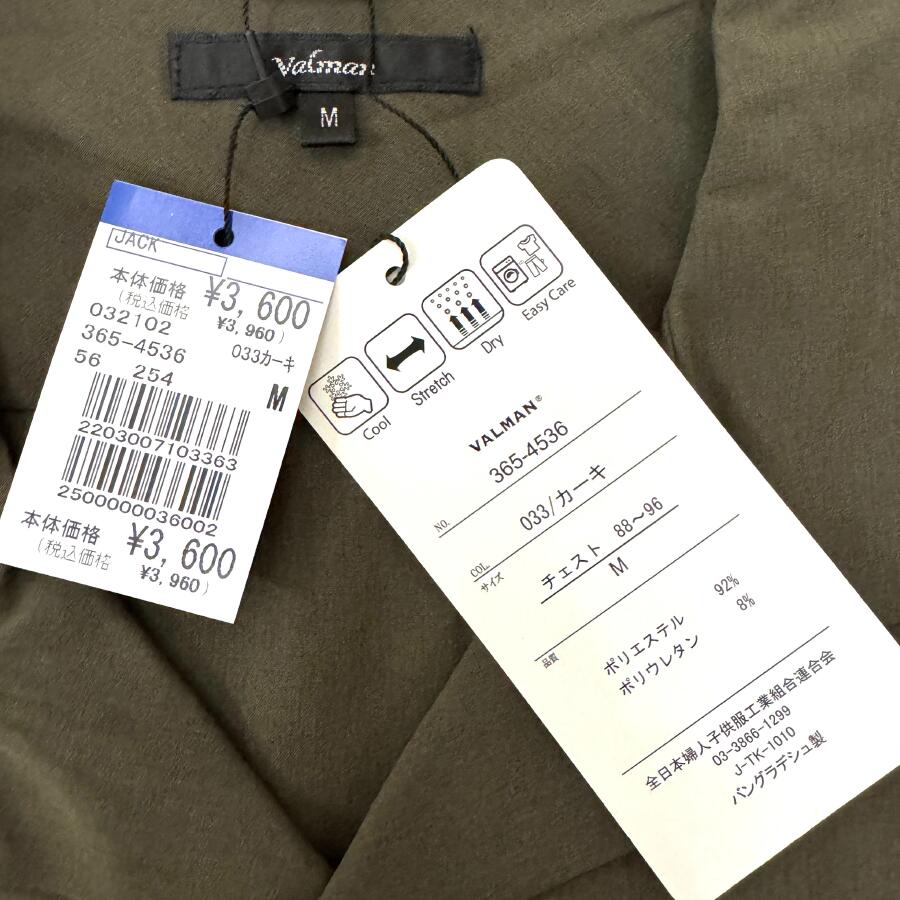 Valman
M
JACK
本体価格 ¥3,600
(税込価格 ¥3,960)
032102
365-4536 033カーキ
56 254 M
2203007103363
2500000036002
本体価格 ¥3,600
(税込価格 ¥3,960)
Cool
Stretch
Dry
Easy Care
VALMAN®
NO. 365-4536
COL. 033/カーキ
サイズ チェスト 88~96
M
品質 ポリエステル 92%
ポリウレタン 8%
全日本婦人子供服工業組合連合会
03-3866-1299
J-TK-1010
バングラデシュ製